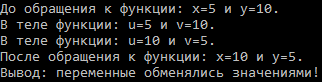 До обращения к функции: x=5 и y=10.
В теле функции: u=5 и v=10.
В теле функции: u=10 и v=5.
После обращения к функции: x=10 и y=5.
Вывод: переменные обменялись значениями!